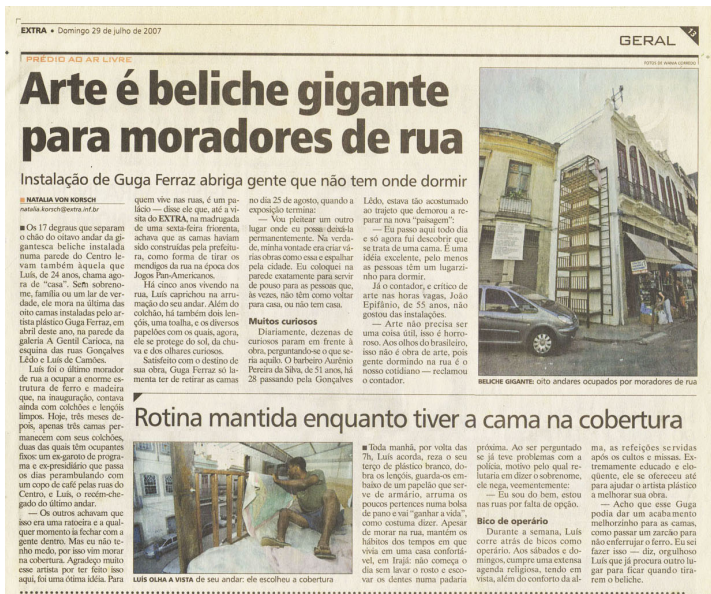 EXTRA • Domingo 29 de julho de 2007
GERAL
13
PRÉDIO AO AR LIVRE
FOTOS DE WANIA CORREDO
Arte é beliche gigante
para moradores de rua
Instalação de Guga Ferraz abriga gente que não tem onde dormir
NATALIA VON KORSCH
natalia.korsch@extra.inf.br
Os 17 degraus que separam
o chão do oitavo andar da gi-
gantesca beliche instalada
numa parede do Centro le-
vam também àquela que
Luís, de 24 anos, chama ago-
ra de “casa”. Sem sobreno-
me, família ou um lar de ver-
dade, ele mora na última das
oito camas instaladas pelo ar-
tista plástico Guga Ferraz, em
abril deste ano, na parede da
galeria A Gentil Carioca, na
esquina das ruas Gonçalves
Lêdo e Luís de Camões.
Luís foi o último morador
de rua a ocupar a enorme es-
trutura de ferro e madeira
que, na inauguração, contava
ainda com colchões e lençóis
limpos. Hoje, três meses de-
pois, apenas três camas per-
manecem com seus colchões,
duas das quais têm ocupantes
fixos: um ex-garoto de progra-
ma e ex-presidiário que passa
os dias perambulando com
um copo de café pelas ruas do
Centro, e Luís, o recém-che-
gado do último andar.
— Os outros achavam que
isso era uma ratoeira e a qual-
quer momento ia fechar com a
gente dentro. Mas eu não te-
nho medo, por isso vim morar
na cobertura. Agradeço muito
esse artista por ter feito isso
aqui, foi uma ótima idéia. Para
quem vive nas ruas, é um pa-
lácio — disse ele que, até a vi-
sita do EXTRA, na madrugada
de uma sexta-feira friorenta,
achava que as camas haviam
sido construídas pela prefeitu-
ra, como forma de tirar os
mendigos da rua na época dos
Jogos Pan-Americanos.
Há cinco anos vivendo na
rua, Luís caprichou na arru-
mação do seu andar. Além do
colchão, há também dois len-
çóis, uma toalha, e os diversos
papelões com os quais, agora,
ele se protege do sol, da chu-
va e dos olhares curiosos.
Satisfeito com o destino de
sua obra, Guga Ferraz só la-
menta ter de retirar as camas
no dia 25 de agosto, quando a
exposição termina:
— Vou pleitear um outro
lugar onde eu possa deixá-la
permanentemente. Na verda-
de, minha vontade era criar vá-
rias obras como essa e espalhar
pela cidade. Eu coloquei na
parede exatamente para servir
de pouso para as pessoas que,
às vezes, não têm como voltar
para casa, ou não tem casa.
Muitos curiosos
Diariamente, dezenas de
curiosos param em frente à
obra, perguntando-se o que se-
ria aquilo. O barbeiro Aurênio
Pereira da Silva, de 51 anos, há
28 passando pela Gonçalves
Lêdo, estava tão acostumado
ao trajeto que demorou a re-
parar na nova “paisagem”:
— Eu passo aqui todo dia
e só agora fui descobrir que
se trata de uma cama. É uma
idéia excelente, pelo menos
as pessoas têm um lugarzi-
nho para dormir.
Já o contador, e crítico de
arte nas horas vagas, João
Epifânio, de 55 anos, não
gostou das instalações.
— Arte não precisa ser
uma coisa útil, isso é horro-
roso. Aos olhos do brasileiro,
isso não é obra de arte, pois
gente dormindo na rua é o
nosso cotidiano — reclamou
o contador.
BELICHE GIGANTE: oito andares ocupados por moradores de rua
Rotina mantida enquanto tiver a cama na cobertura
LUÍS OLHA A VISTA de seu andar: ele escolheu a cobertura
Toda manhã, por volta das
7h, Luís acorda, reza o seu
terço de plástico branco, do-
bra os lençóis, guarda-os em-
baixo de um papelão que ser-
ve de armário, arruma os
poucos pertences numa bolsa
de pano e vai “ganhar a vida”,
como costuma dizer. Apesar
de morar na rua, mantém os
hábitos dos tempos em que
vivia em uma casa confortá-
vel, em Irajá: não começa o
dia sem lavar o rosto e esco-
var os dentes numa padaria
próxima. Ao ser perguntado
se já teve problemas com a
polícia, motivo pelo qual re-
lutaria em dizer o sobrenome,
ele nega, veementemente:
— Eu sou do bem, estou
nas ruas por falta de opção.
Bico de operário
Durante a semana, Luís
corre atrás de bicos como
operário. Aos sábados e do-
mingos, cumpre uma extensa
agenda religiosa, tendo em
vista, além do conforto da al-
ma, as refeições servidas
após os cultos e missas. Ex-
tremamente educado e elo-
qüente, ele se ofereceu até
para ajudar o artista plástico
a melhorar sua obra.
— Acho que esse Guga
podia dar um acabamento
melhorzinho para as camas,
como passar um zarcão para
não enferrujar o ferro. Eu sei
fazer isso — diz, orgulhoso
Luís que já procura outro lu-
gar para ficar quando tira-
rem o beliche.